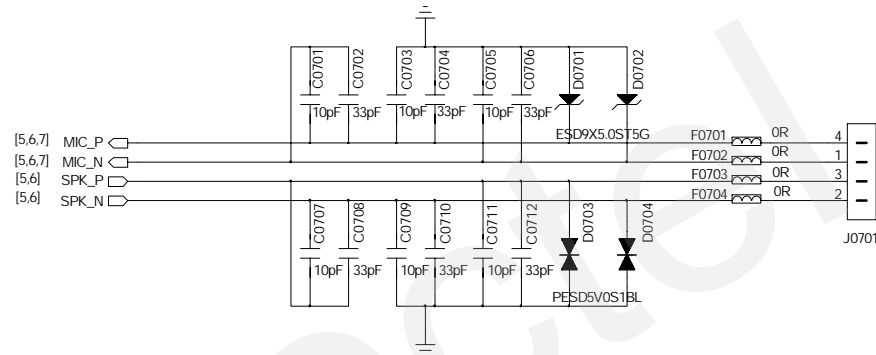 C0701 C0702 C0703 C0704 C0705 C0706 D0701 D0702
10pF 33pF 10pF 33pF 10pF 33pF
ESD9X5.0ST5G
[5,6,7] MIC_P F0701 0R 4
[5,6,7] MIC_N F0702 0R 1
[5,6] SPK_P F0703 0R 3
[5,6] SPK_N F0704 0R 2
J0701
C0707 C0708 C0709 C0710 C0711 C0712 D0703 D0704
10pF 33pF 10pF 33pF 10pF 33pF
PESD5V0S1BL
ectel